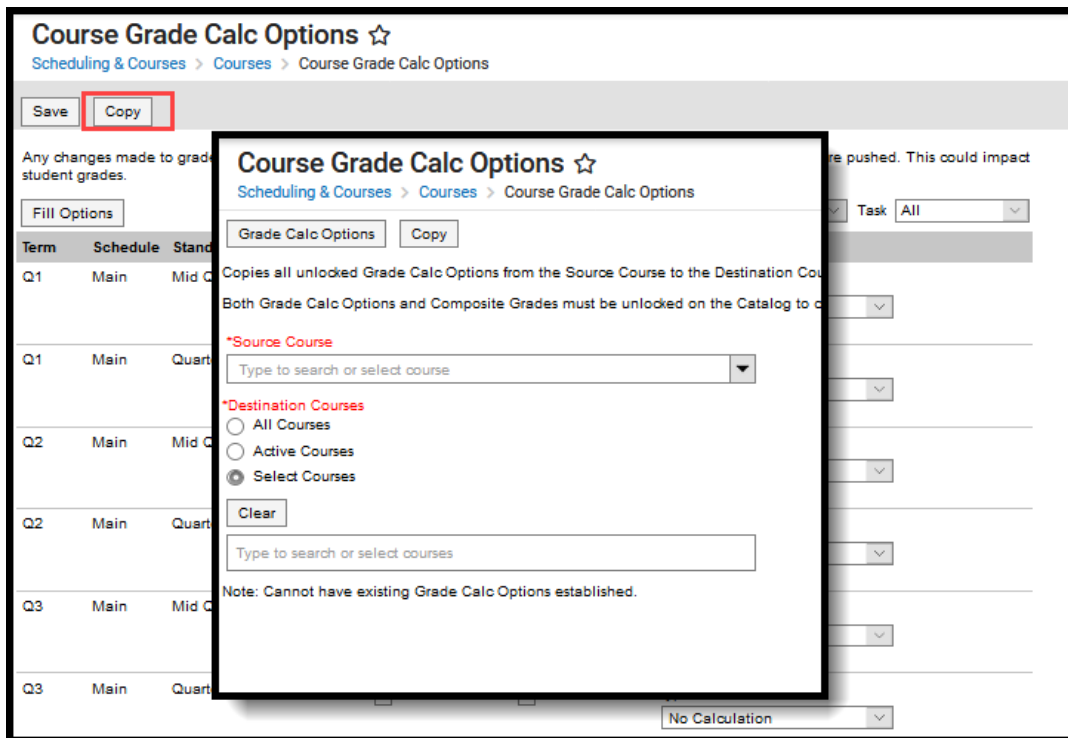 Course Grade Calc Options
Scheduling & Courses > Courses > Course Grade Calc Options
Save
Copy
Any changes made to grade
re pushed. This could impact
student grades.
Fill Options
Task
All
Term
Schedule
Stand
Q1
Main
Mid Q
Q1
Main
Quart
Q2
Main
Mid Q
Q2
Main
Quart
Q3
Main
Mid Q
Q3
Main
Quart
No Calculation
Course Grade Calc Options
Scheduling & Courses > Courses > Course Grade Calc Options
Grade Calc Options
Copy
Copies all unlocked Grade Calc Options from the Source Course to the Destination Cou
Both Grade Calc Options and Composite Grades must be unlocked on the Catalog to
*Source Course
Type to search or select course
*Destination Courses
All Courses
Active Courses
Select Courses
Clear
Type to search or select courses
Note: Cannot have existing Grade Calc Options established.